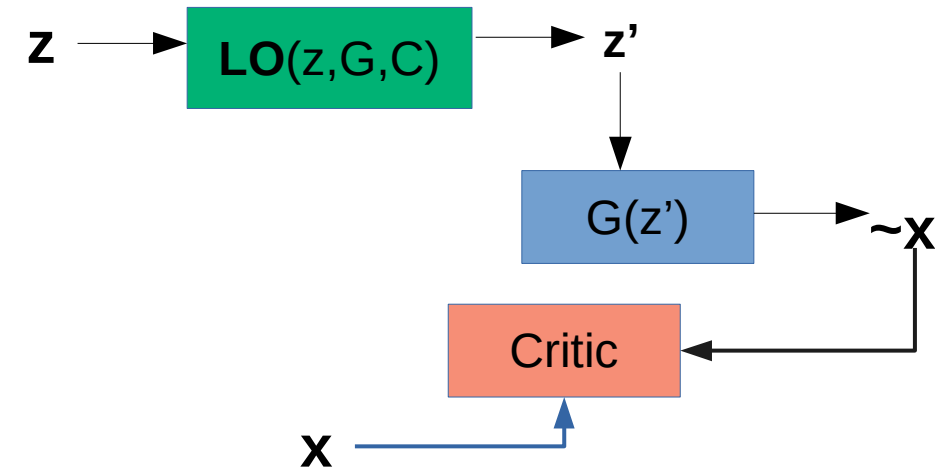 z
LO(z,G,C)
z’
G(z’)
~x
Critic
x